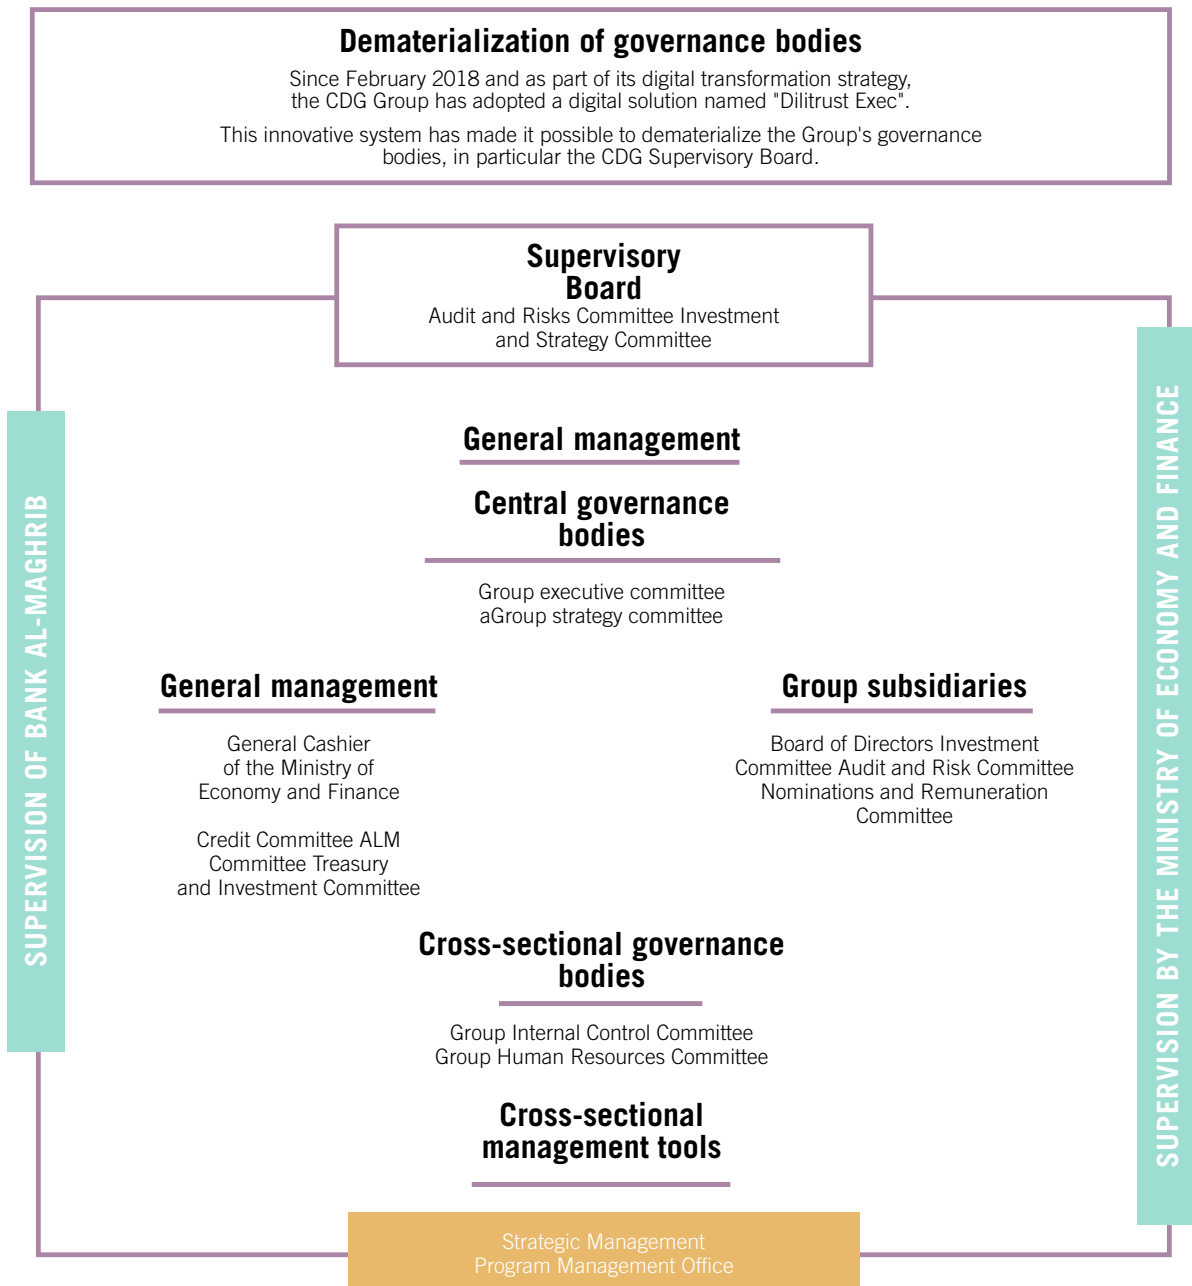 Dematerialization of governance bodies
Since February 2018 and as part of its digital transformation strategy,
the CDG Group has adopted a digital solution named "Dilitrust Exec".
This innovative system has made it possible to dematerialize the Group's governance
bodies, in particular the CDG Supervisory Board.
Supervisory
Board
Audit and Risks Committee Investment
and Strategy Committee
SUPERVISION OF BANK AL-MAGHRIB
SUPERVISION BY THE MINISTRY OF ECONOMY AND FINANCE
General management
Central governance
bodies
Group executive committee
aGroup strategy committee
General management
General Cashier
of the Ministry of
Economy and Finance
Credit Committee ALM
Committee Treasury
and Investment Committee
Group subsidiaries
Board of Directors Investment
Committee Audit and Risk Committee
Nominations and Remuneration
Committee
Cross-sectional governance
bodies
Group Internal Control Committee
Group Human Resources Committee
Cross-sectional
management tools
Strategic Management
Program Management Office